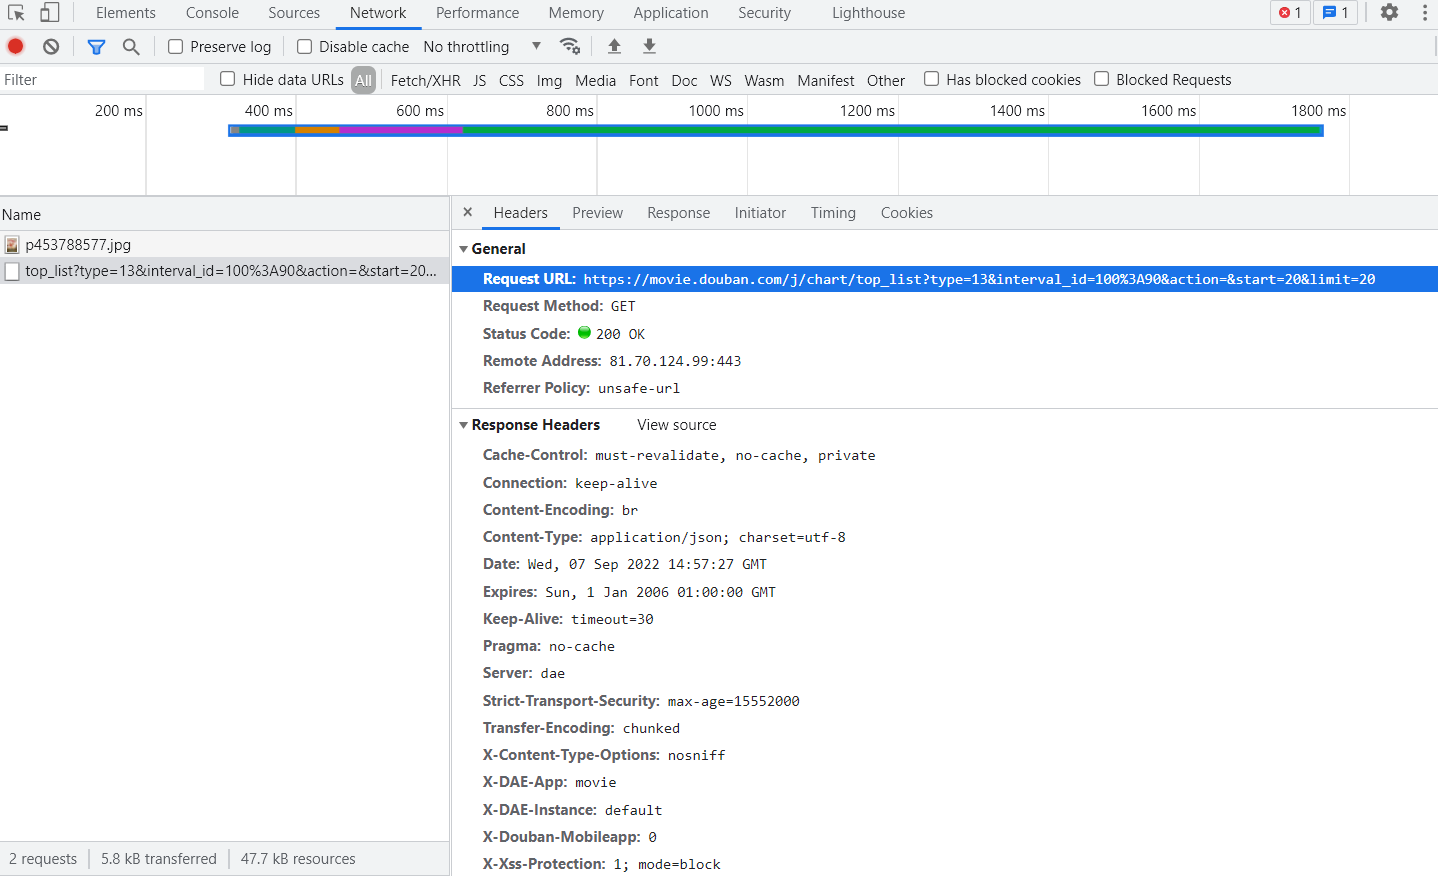 Elements Console Sources Network Performance Memory Application Security Lighthouse 1 1
Preserve log Disable cache No throttling
Filter Hide data URLs All Fetch/XHR JS CSS Img Media Font Doc WS Wasm Manifest Other Has blocked cookies Blocked Requests
200 ms 400 ms 600 ms 800 ms 1000 ms 1200 ms 1400 ms 1600 ms 1800 ms
Name
p453788577.jpg
top_list?type=13&interval_id=100%3A90&action=&start=20...
× Headers Preview Response Initiator Timing Cookies
General
Request URL: https://movie.douban.com/j/chart/top_list?type=13&interval_id=100%3A90&action=&start=20&limit=20
Request Method: GET
Status Code: 200 OK
Remote Address: 81.70.124.99:443
Referrer Policy: unsafe-url
Response Headers View source
Cache-Control: must-revalidate, no-cache, private
Connection: keep-alive
Content-Encoding: br
Content-Type: application/json; charset=utf-8
Date: Wed, 07 Sep 2022 14:57:27 GMT
Expires: Sun, 1 Jan 2006 01:00:00 GMT
Keep-Alive: timeout=30
Pragma: no-cache
Server: dae
Strict-Transport-Security: max-age=15552000
Transfer-Encoding: chunked
X-Content-Type-Options: nosniff
X-DAE-App: movie
X-DAE-Instance: default
X-Douban-Mobileapp: 0
X-Xss-Protection: 1; mode=block
2 requests 5.8 kB transferred 47.7 kB resources